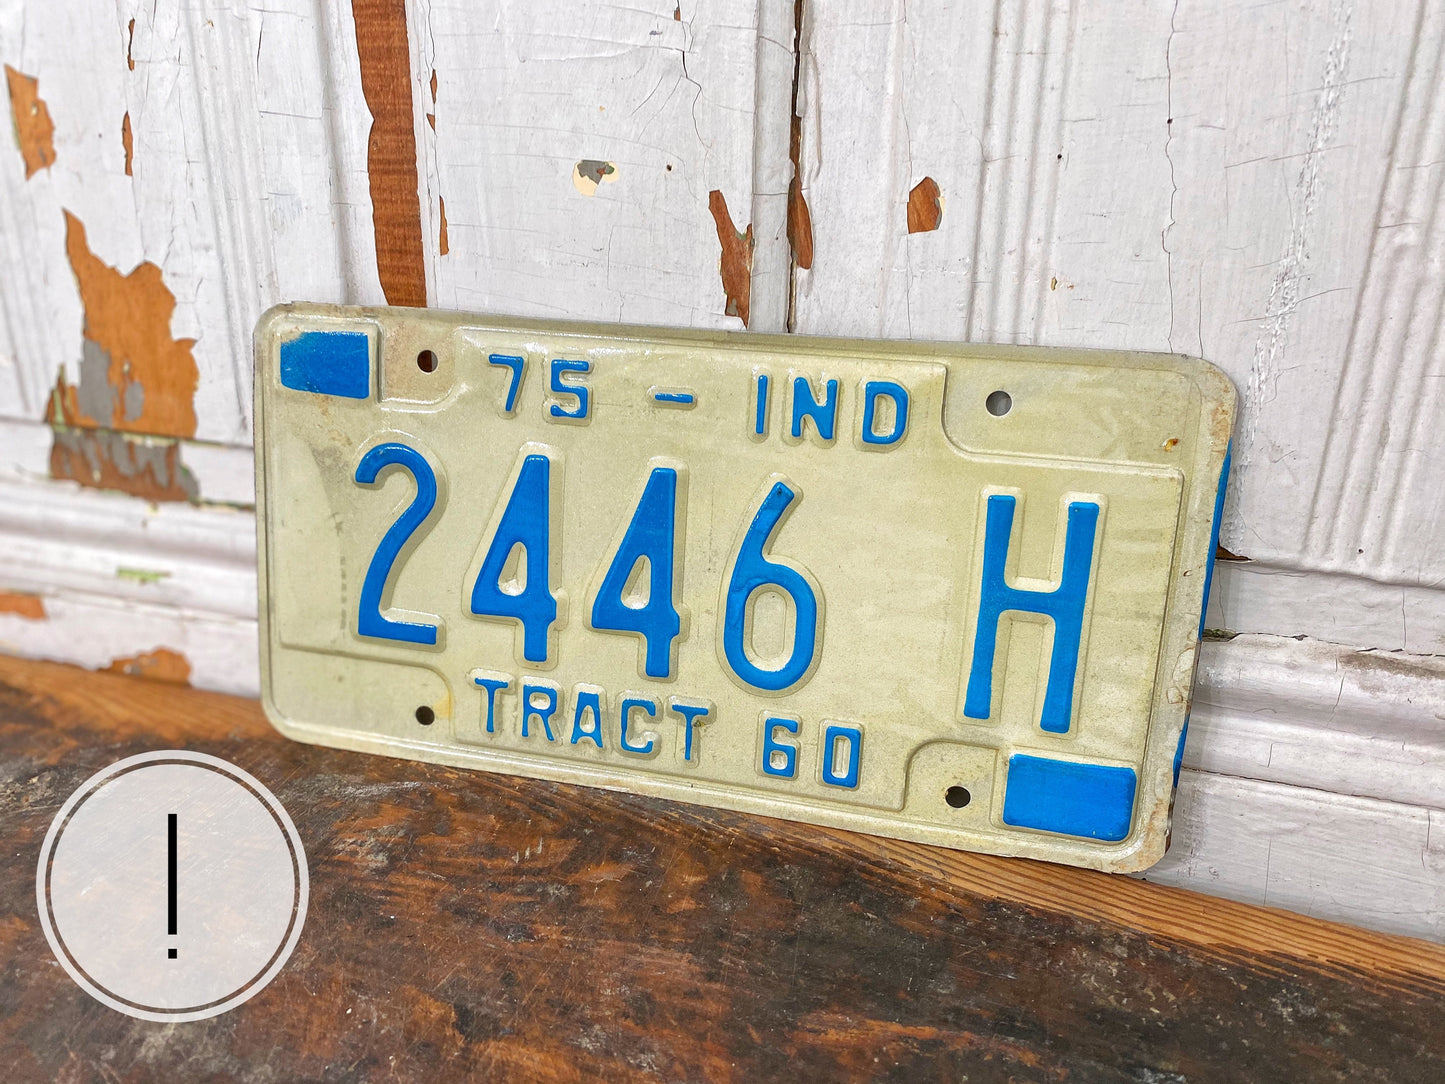 75 - IND
2446 H
TRACT 60
!